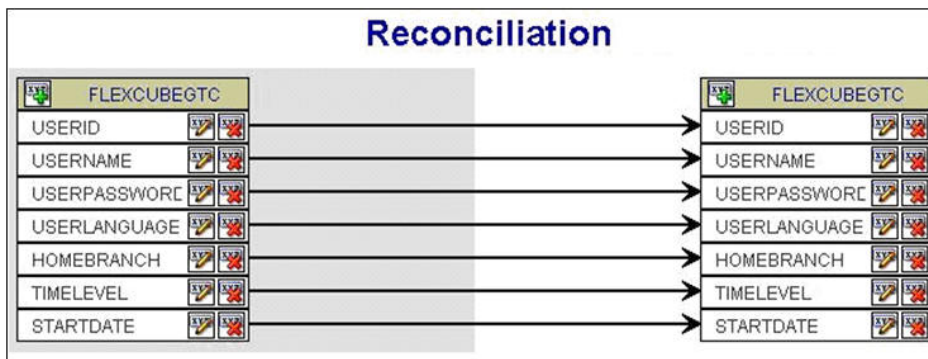 Reconciliation
FLEXCUBEGTC FLEXCUBEGTC
USERID USERID
USERNAME USERNAME
USERPASSWORD USERPASSWORD
USERLANGUAGE USERLANGUAGE
HOMEBRANCH HOMEBRANCH
TIMELEVEL TIMELEVEL
STARTDATE STARTDATE